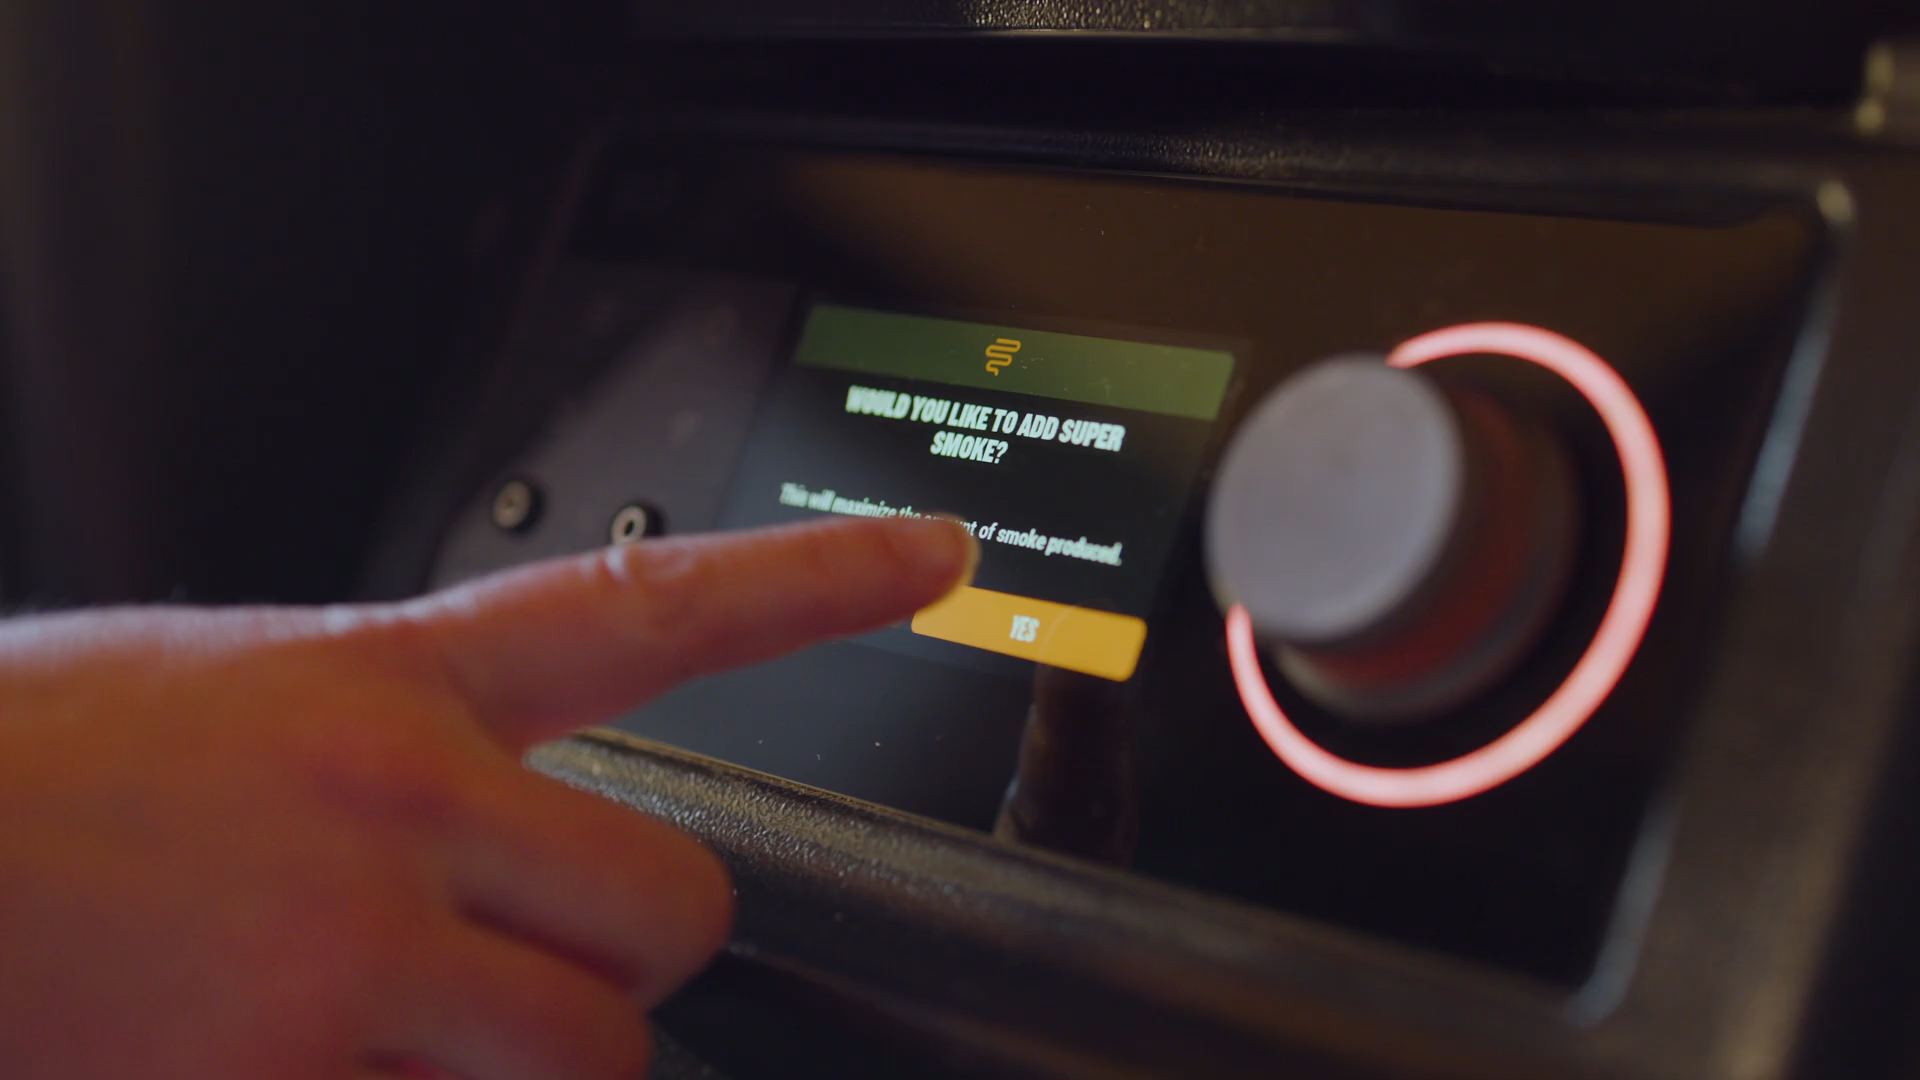 WOULD YOU LIKE TO ADD SUPER
SMOKE?
This will maximize the amount of smoke produced.
YES